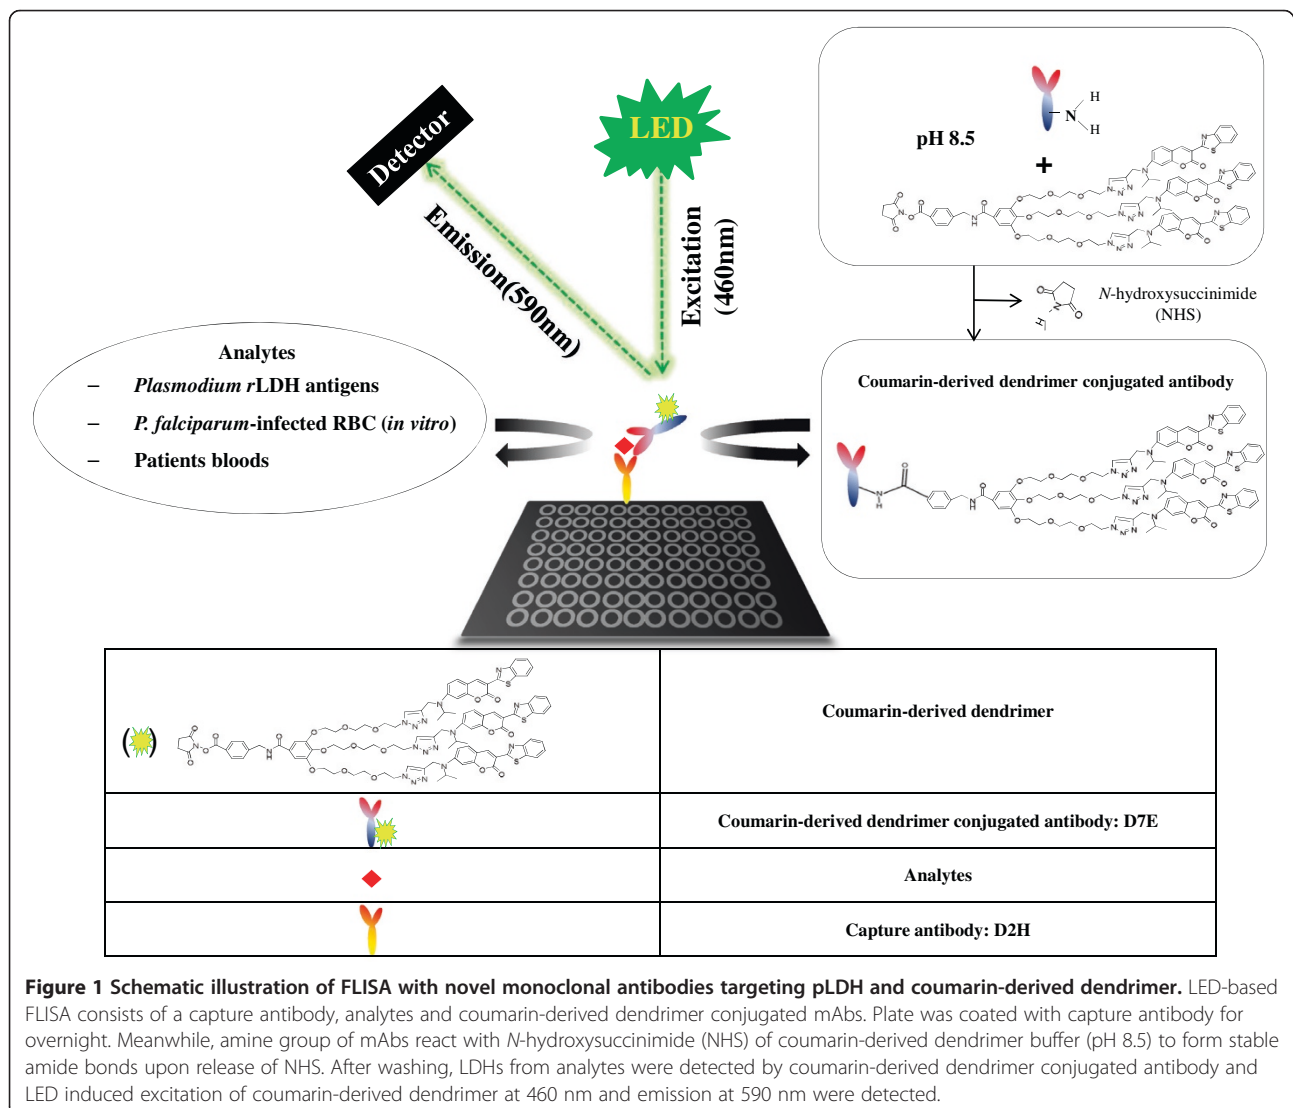 LED
Detector
Emission(590nm)
Excitation
(460nm)
pH 8.5
+
N
H
H
N-hydroxysuccinimide
(NHS)
Analytes
– Plasmodium rLDH antigens
– P. falciparum-infected RBC (in vitro)
– Patients bloods
Coumarin-derived dendrimer conjugated antibody
Coumarin-derived dendrimer
Coumarin-derived dendrimer conjugated antibody: D7E
Analytes
Capture antibody: D2H
Figure 1 Schematic illustration of FLISA with novel monoclonal antibodies targeting pLDH and coumarin-derived dendrimer. LED-based
FLISA consists of a capture antibody, analytes and coumarin-derived dendrimer conjugated mAbs. Plate was coated with capture antibody for
overnight. Meanwhile, amine group of mAbs react with N-hydroxysuccinimide (NHS) of coumarin-derived dendrimer buffer (pH 8.5) to form stable
amide bonds upon release of NHS. After washing, LDHs from analytes were detected by coumarin-derived dendrimer conjugated antibody and
LED induced excitation of coumarin-derived dendrimer at 460 nm and emission at 590 nm were detected.